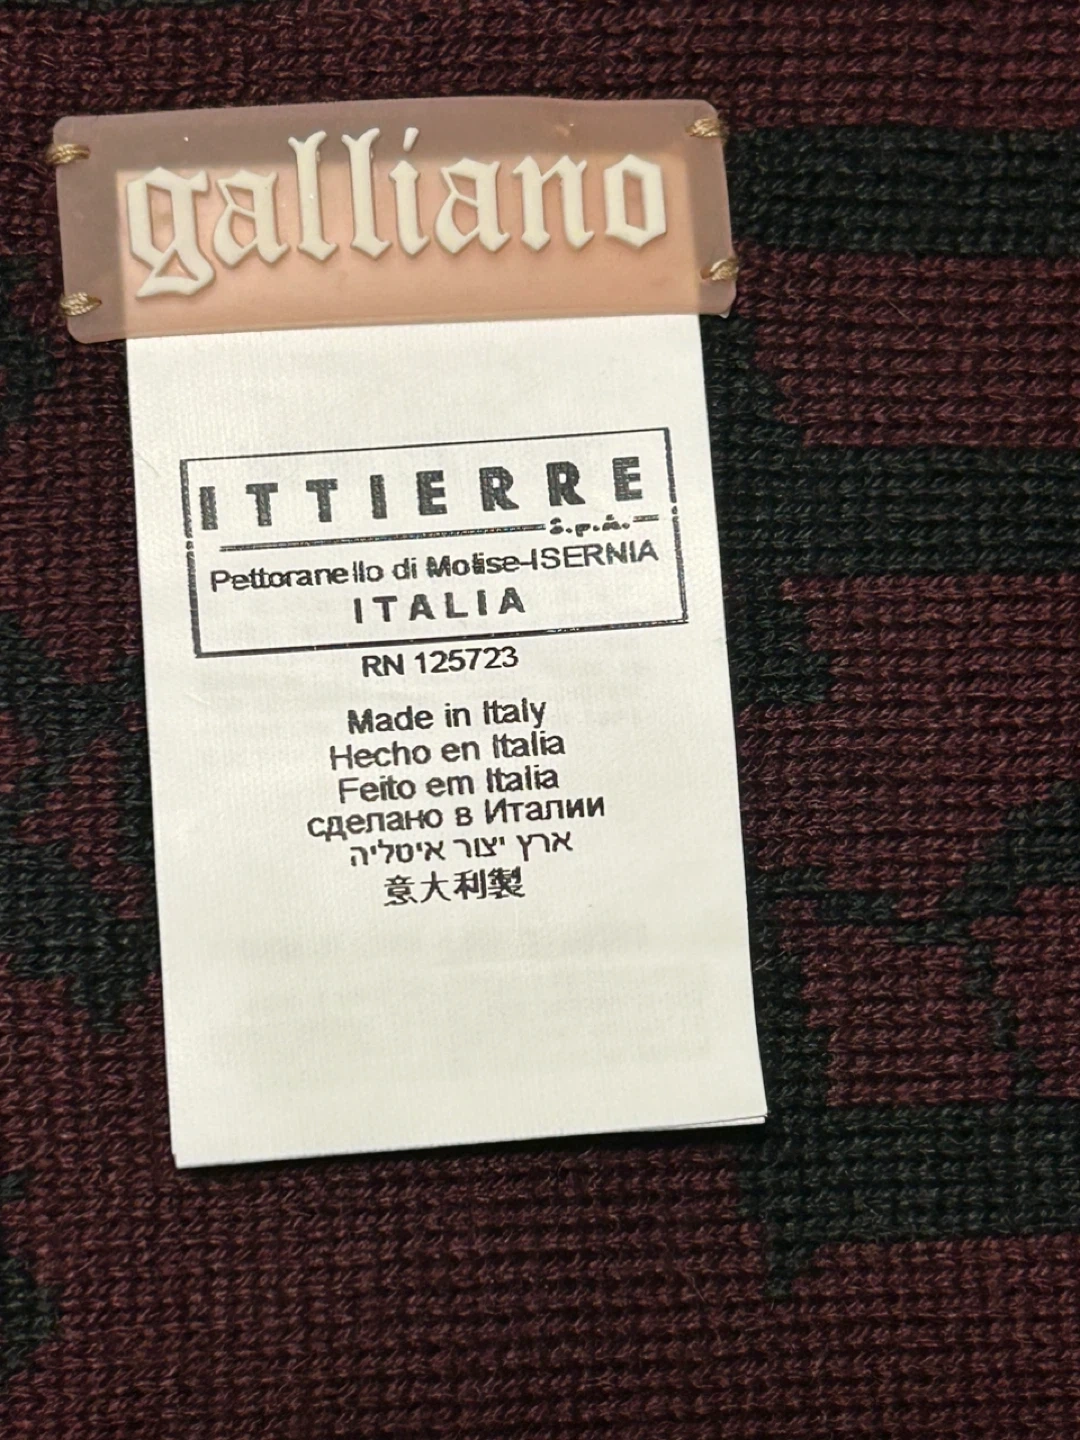 galliano
ITTIERRE
S.p.A.
Pettoranello di Molise-ISERNIA
ITALIA
RN 125723
Made in Italy
Hecho en Italia
Feito em Italia
сделано в Италии
ארץ יצור איטליה
意大利製